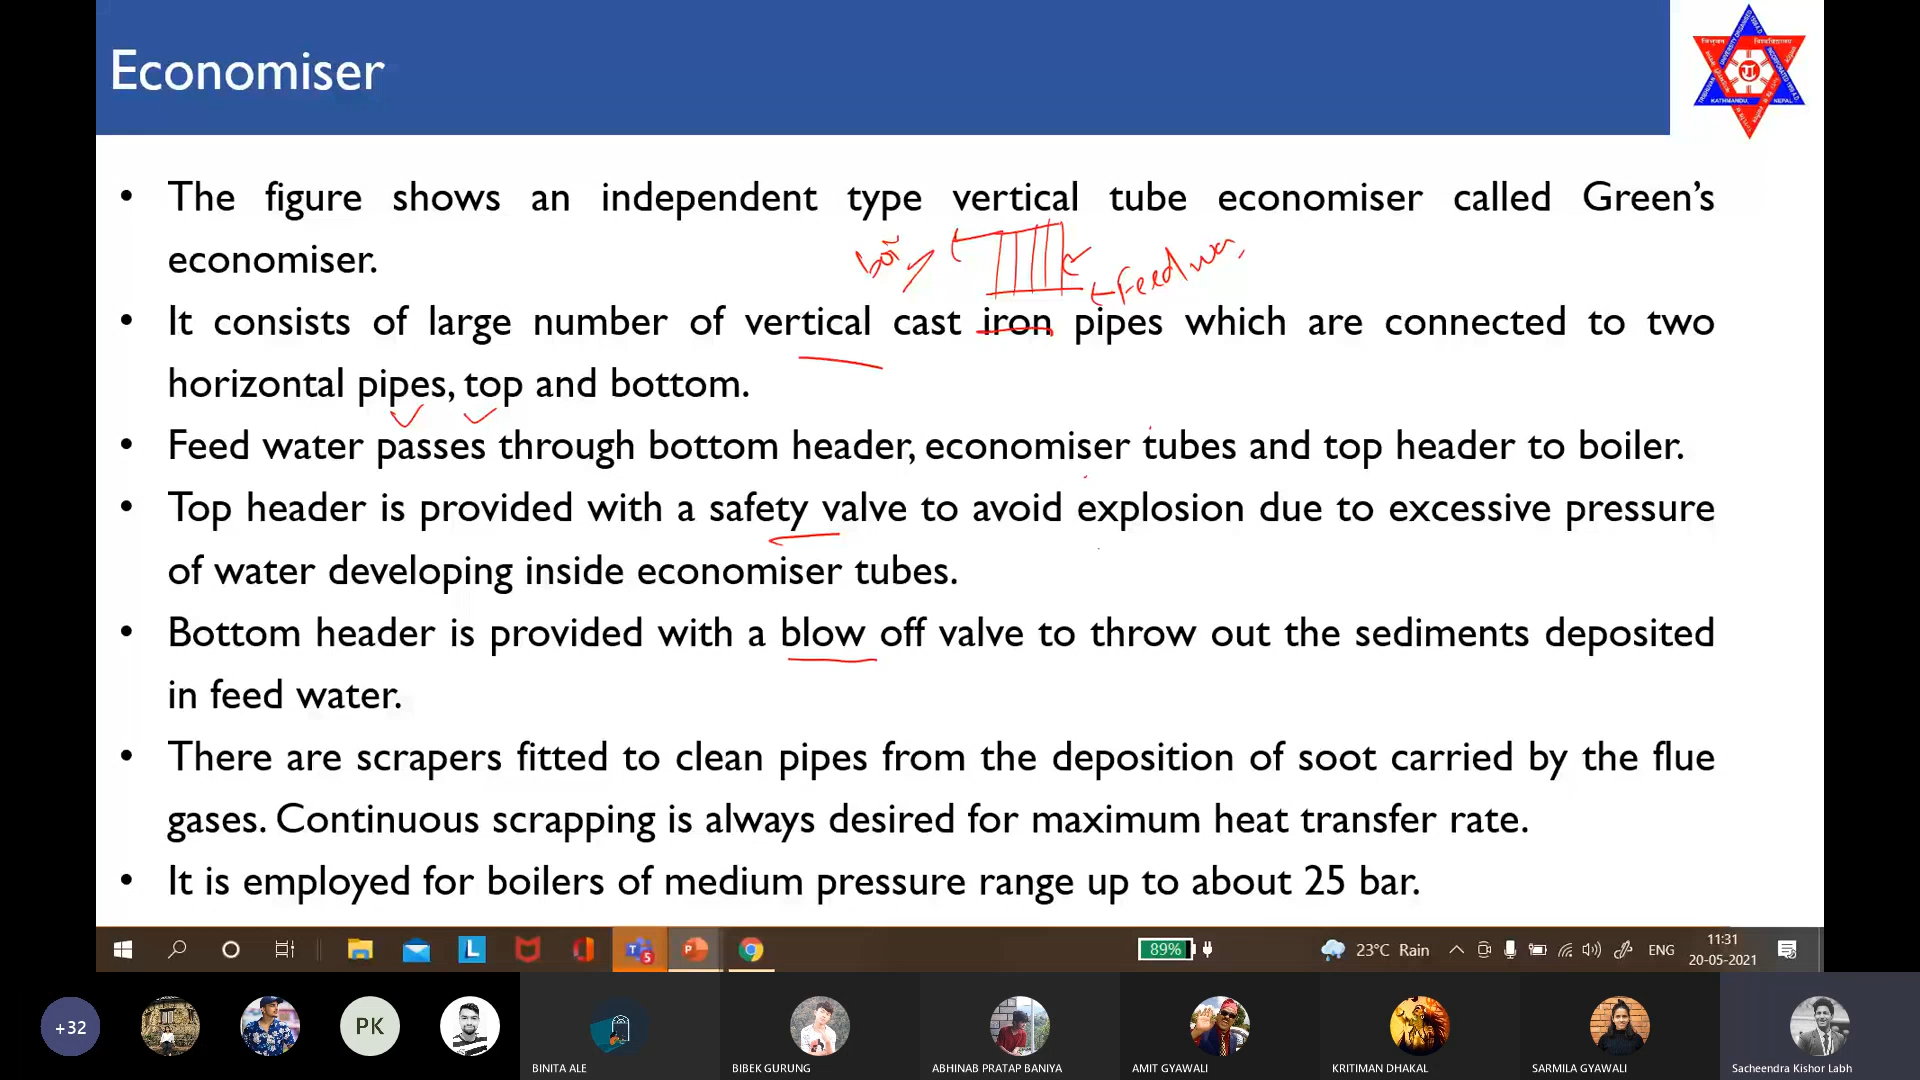 Economiser
• The figure shows an independent type vertical tube economiser called Green’s
economiser.
• It consists of large number of vertical cast iron pipes which are connected to two
horizontal pipes, top and bottom.
• Feed water passes through bottom header, economiser tubes and top header to boiler.
• Top header is provided with a safety valve to avoid explosion due to excessive pressure
of water developing inside economiser tubes.
• Bottom header is provided with a blow off valve to throw out the sediments deposited
in feed water.
• There are scrapers fitted to clean pipes from the deposition of soot carried by the flue
gases. Continuous scrapping is always desired for maximum heat transfer rate.
• It is employed for boilers of medium pressure range up to about 25 bar.
Feed
KATHMANDU, NEPAL
89%
23°C Rain
ENG
11:31
20-05-2021
L
5
+32
PK
BINITA ALE
BIBEK GURUNG
ABHINAB PRATAP BANIYA
AMIT GYAWALI
KRITIMAN DHAKAL
SARMILA GYAWALI
Sacheendra Kishor Labh